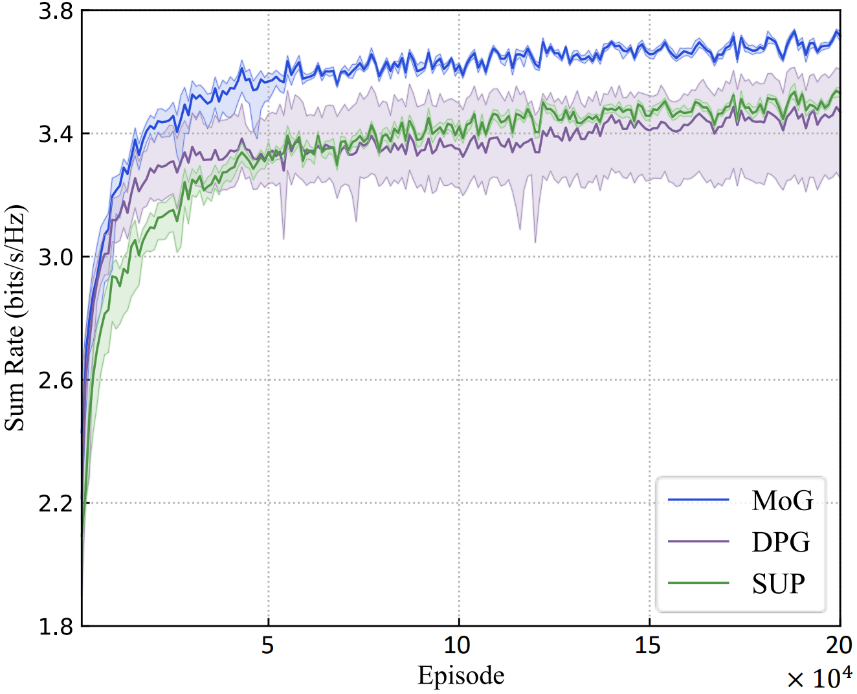 3.8
3.4
3.0
2.6
2.2
1.8
Sum Rate (bits/s/Hz)
5
10
15
20
Episode
× 10⁴
MoG
DPG
SUP